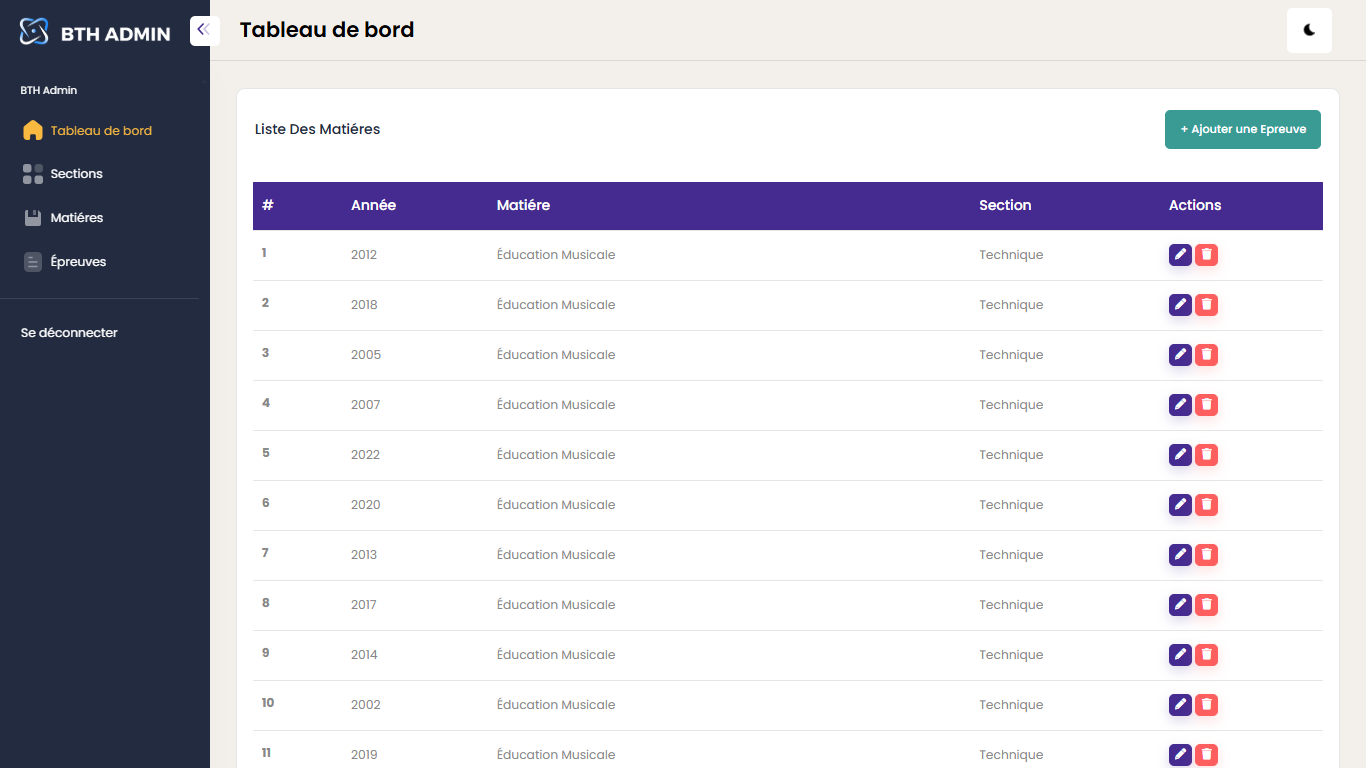 BTH ADMIN
Tableau de bord
BTH Admin
Tableau de bord
Sections
Matiéres
Épreuves
Se déconnecter
Liste Des Matiéres
+ Ajouter une Epreuve
# Année Matiére Section Actions
1 2012 Éducation Musicale Technique
2 2018 Éducation Musicale Technique
3 2005 Éducation Musicale Technique
4 2007 Éducation Musicale Technique
5 2022 Éducation Musicale Technique
6 2020 Éducation Musicale Technique
7 2013 Éducation Musicale Technique
8 2017 Éducation Musicale Technique
9 2014 Éducation Musicale Technique
10 2002 Éducation Musicale Technique
11 2019 Éducation Musicale Technique